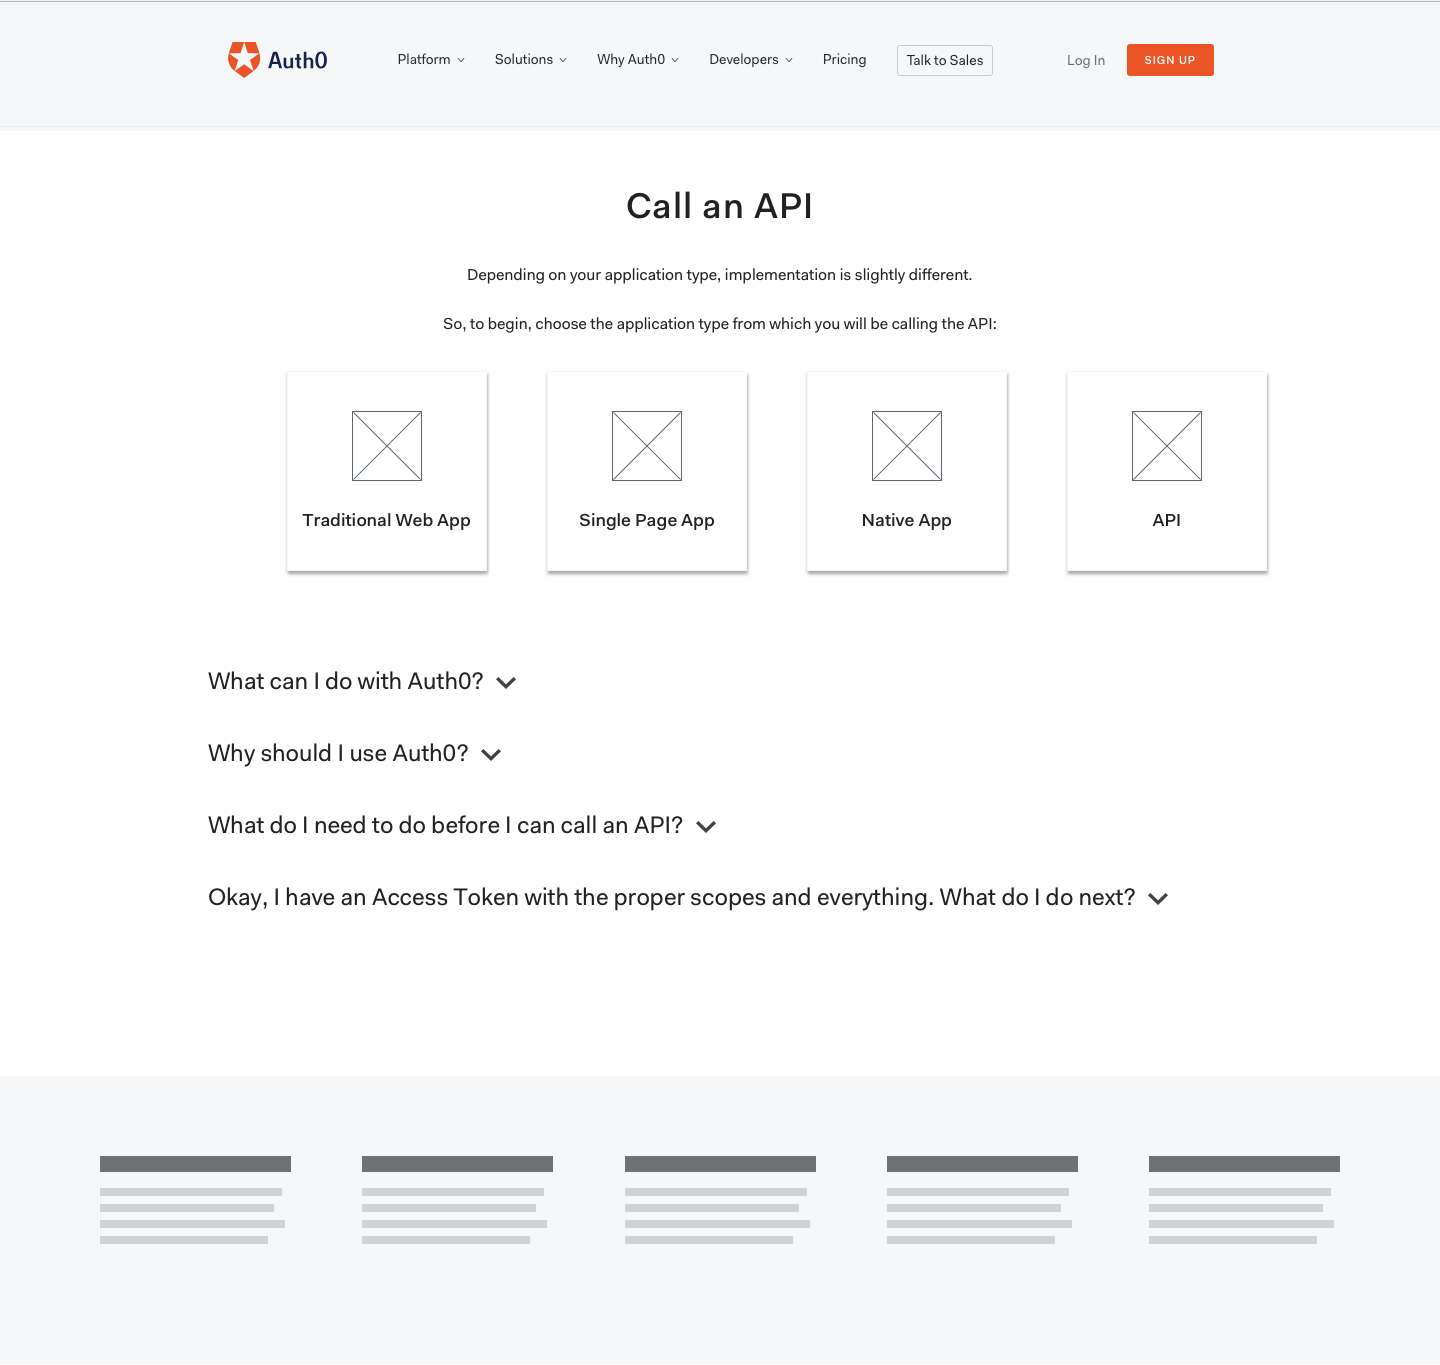 Auth0
Platform
Solutions
Why Auth0
Developers
Pricing
Talk to Sales
Log In
SIGN UP
Call an API
Depending on your application type, implementation is slightly different.
So, to begin, choose the application type from which you will be calling the API:
Traditional Web App
Single Page App
Native App
API
What can I do with Auth0?
Why should I use Auth0?
What do I need to do before I can call an API?
Okay, I have an Access Token with the proper scopes and everything. What do I do next?